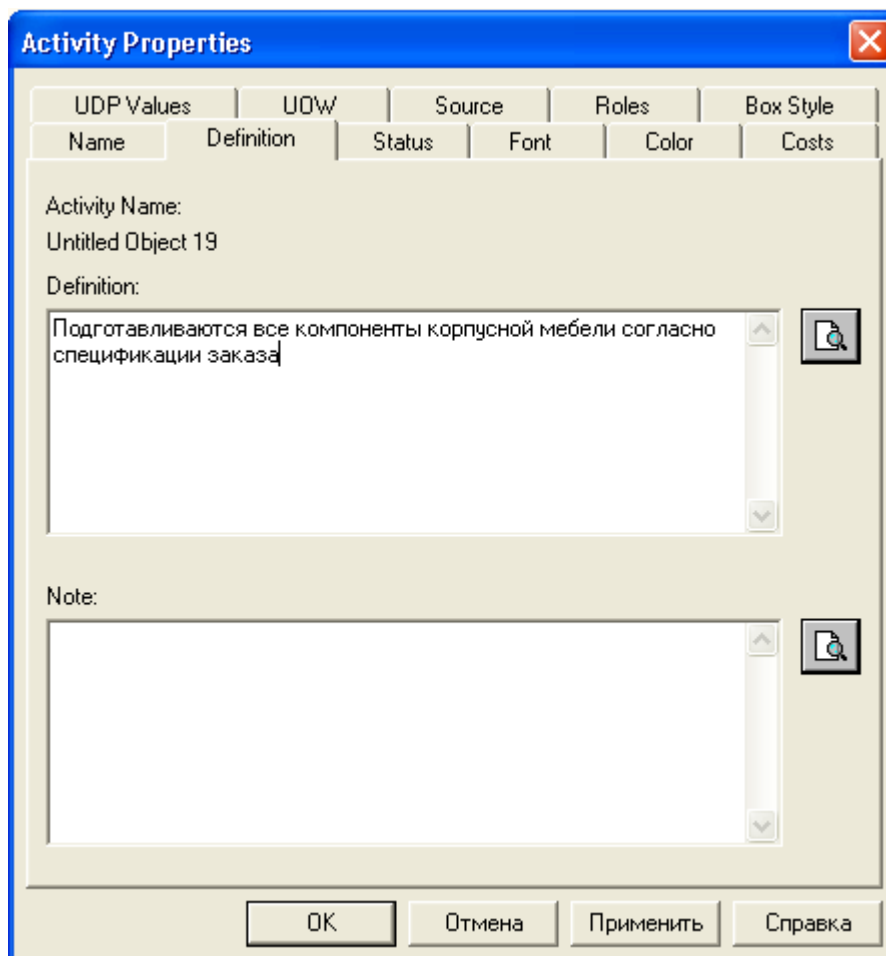 Activity Properties
UDP Values UOW Source Roles Box Style
Name Definition Status Font Color Costs
Activity Name:
Untitled Object 19
Definition:
Подготавливаются все компоненты корпусной мебели согласно
спецификации заказа
Note:
OK Отмена Применить Справка